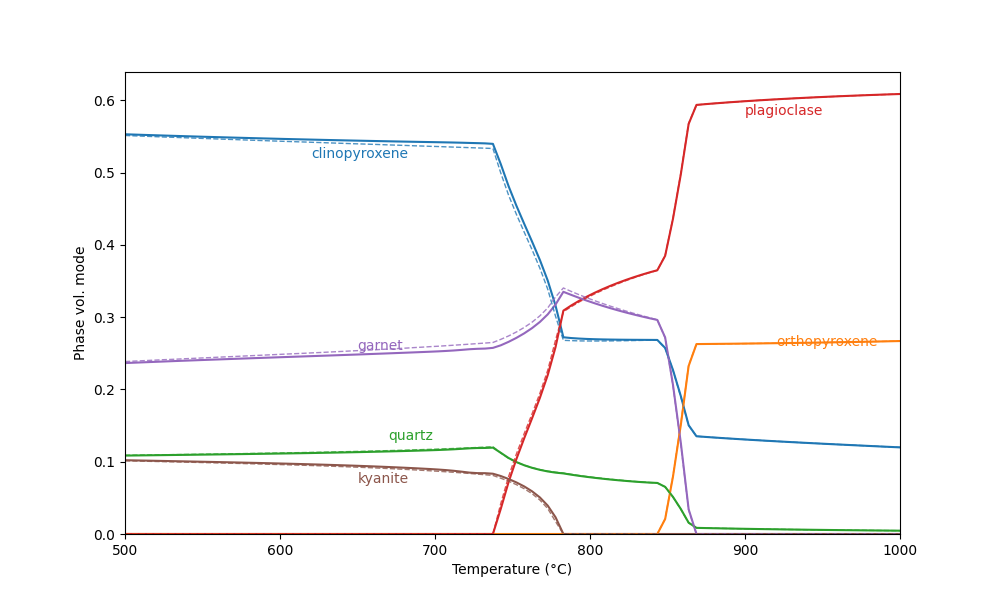 0.6
plagioclase
clinopyroxene
0.5
0.4
Phase vol. mode
0.3
garnet
orthopyroxene
0.2
quartz
0.1
kyanite
0.0
500
600
700
800
900
1000
Temperature (°C)